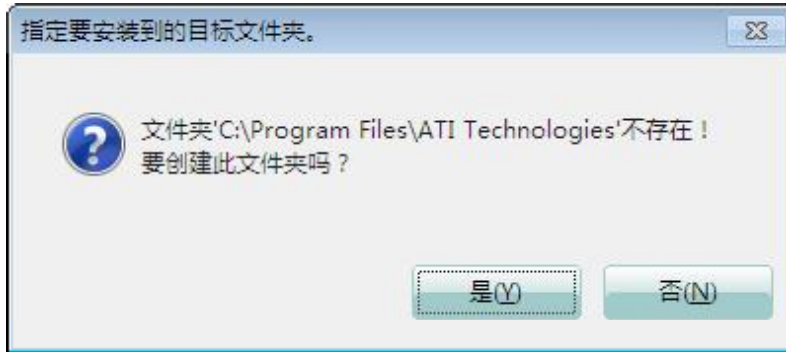 指定要安装到的目标文件夹。
文件夹'C:\Program Files\ATI Technologies'不存在！
要创建此文件夹吗？
是(Y)
否(N)